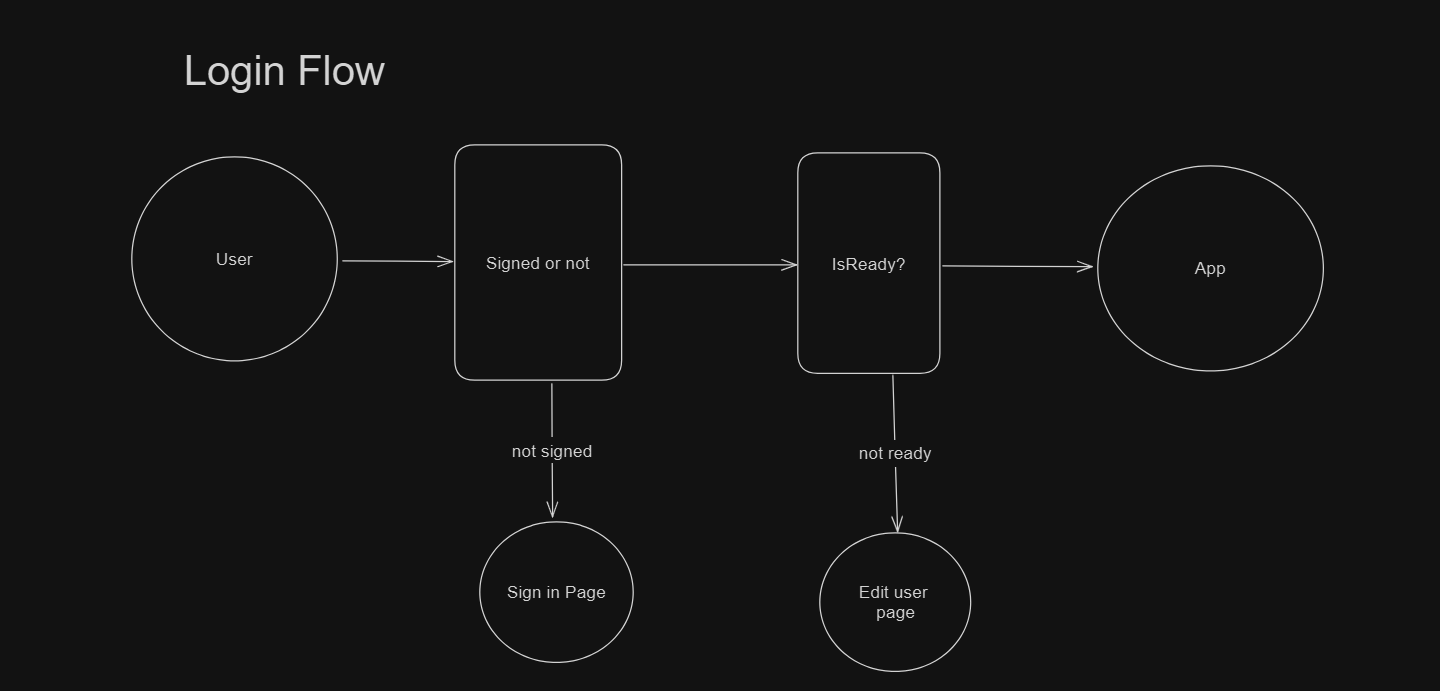 Login Flow
User
Signed or not
IsReady?
App
not signed
not ready
Sign in Page
Edit user
page